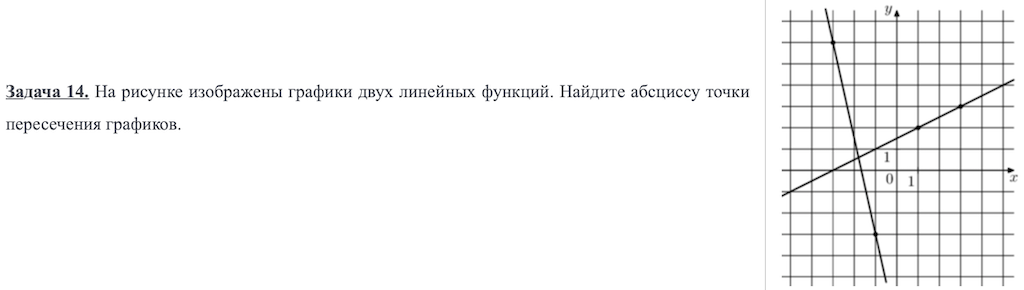 Задача 14. На рисунке изображены графики двух линейных функций. Найдите абсциссу точки
пересечения графиков.
y
1
0 1
x